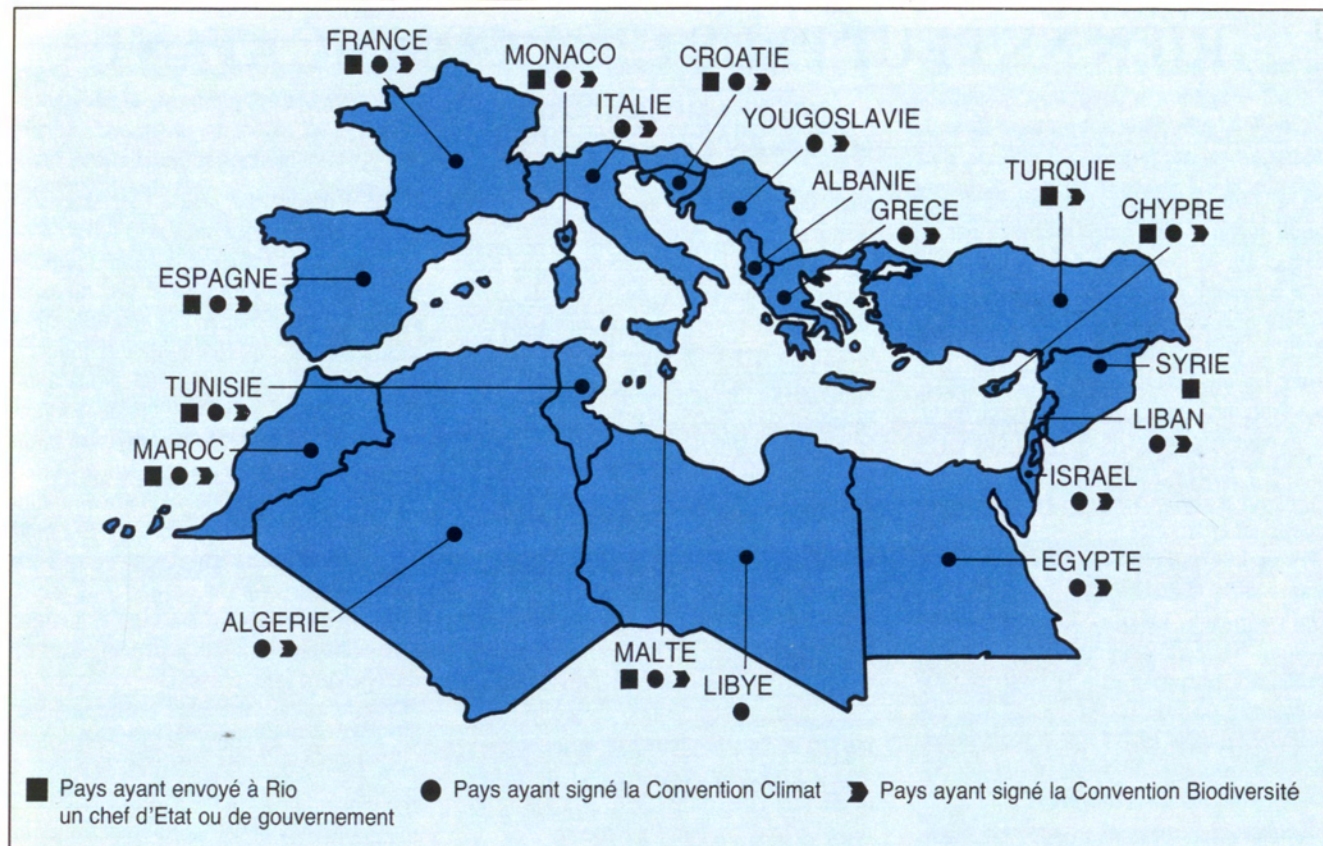 FRANCE
MONACO
CROATIE
ITALIE
YOUGOSLAVIE
ALBANIE
TURQUIE
GRECE
CHYPRE
ESPAGNE
TUNISIE
SYRIE
LIBAN
MAROC
ISRAEL
EGYPTE
ALGERIE
MALTE
LIBYE
Pays ayant envoyé à Rio
un chef d'Etat ou de gouvernement
Pays ayant signé la Convention Climat
Pays ayant signé la Convention Biodiversité